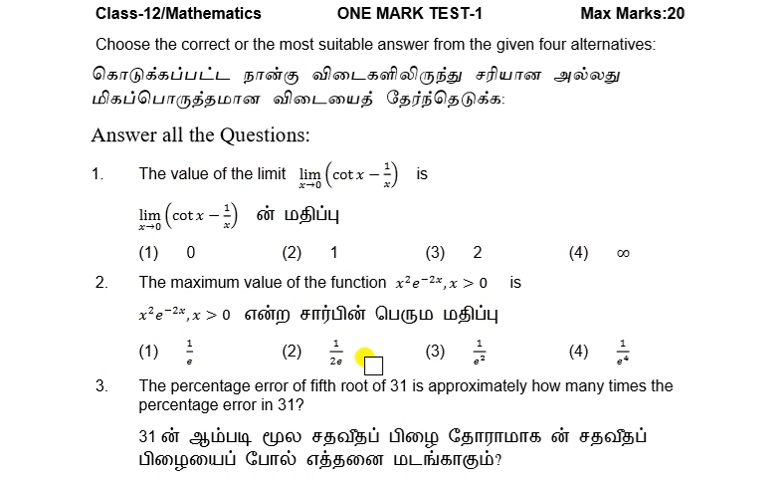 Class-12/Mathematics ONE MARK TEST-1 Max Marks:20
Choose the correct or the most suitable answer from the given four alternatives:
கொடுக்கப்பட்ட நான்கு விடைகளிலிருந்து சரியான அல்லது
மிகப்பொருத்தமான விடையைத் தேர்ந்தெடுக்க:
Answer all the Questions:
1. The value of the limit lim x→0 (cot x − 1/x) is
lim x→0 (cot x − 1/x) ன் மதிப்பு
(1) 0 (2) 1 (3) 2 (4) ∞
2. The maximum value of the function x²e⁻²ˣ, x > 0 is
x²e⁻²ˣ, x > 0 என்ற சார்பின் பெரும மதிப்பு
(1) 1/e (2) 1/2e (3) 1/e² (4) 1/e⁴
3. The percentage error of fifth root of 31 is approximately how many times the
percentage error in 31?
31 ன் ஆம்படி மூல சதவீதப் பிழை தோராமாக ன் சதவீதப்
பிழையைப் போல் எத்தனை மடங்காகும்?